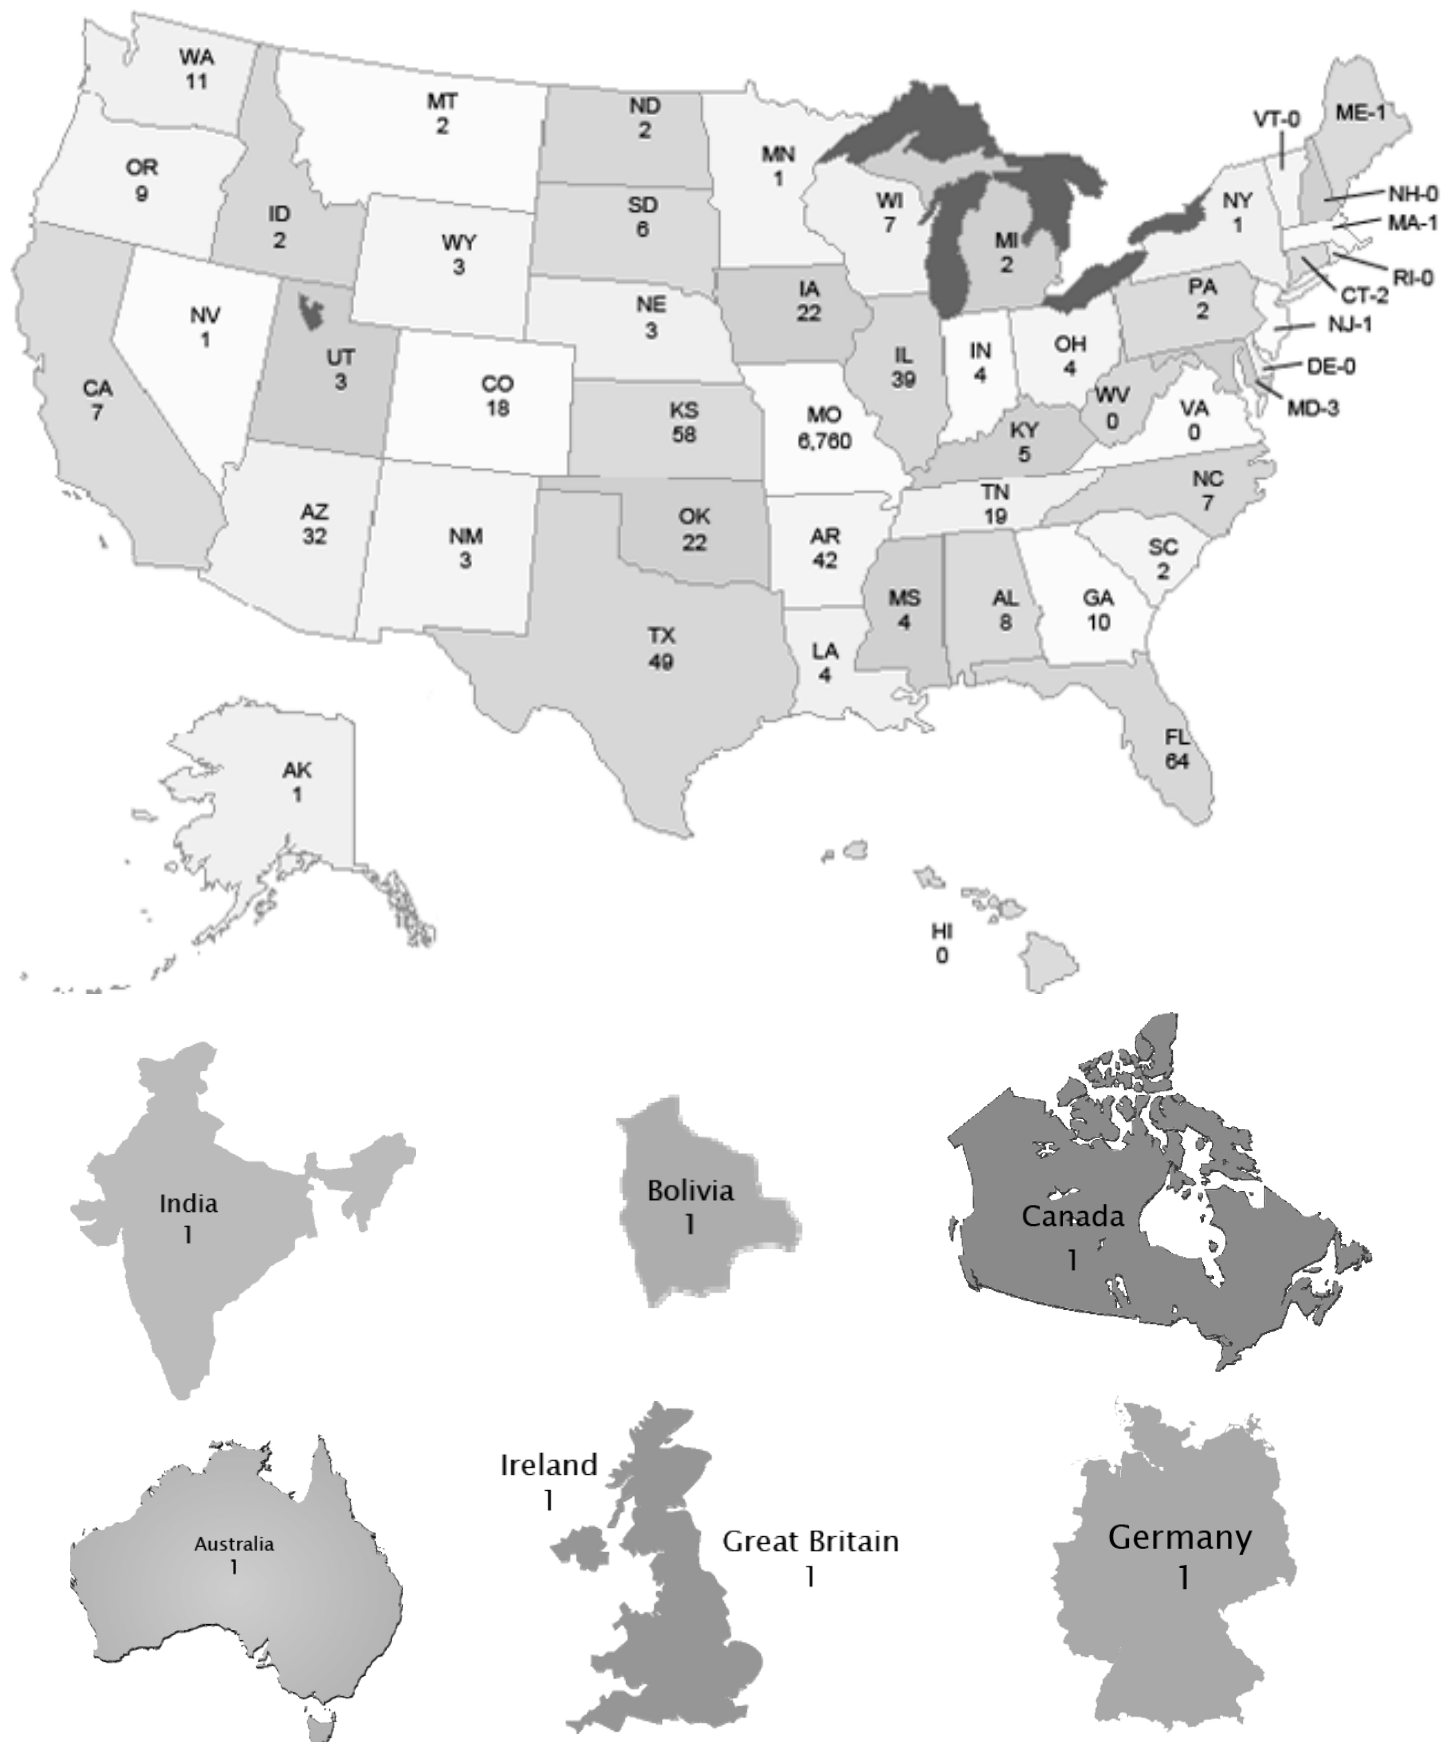 WA
11
MT
2
ND
2
MN
1
VT-0
ME-1
OR
9
ID
2
WY
3
SD
6
WI
7
MI
2
NY
1
NH-0
MA-1
RI-0
CT-2
NJ-1
DE-0
MD-3
NV
1
UT
3
CO
18
NE
3
IA
22
IL
39
IN
4
OH
4
PA
2
WV
0
VA
0
CA
7
KS
58
MO
6,760
KY
5
NC
7
TN
19
AZ
32
NM
3
OK
22
AR
42
SC
2
MS
4
AL
8
GA
10
TX
49
LA
4
FL
64
AK
1
HI
0
India
1
Bolivia
1
Canada
1
Australia
1
Ireland
1
Great Britain
1
Germany
1